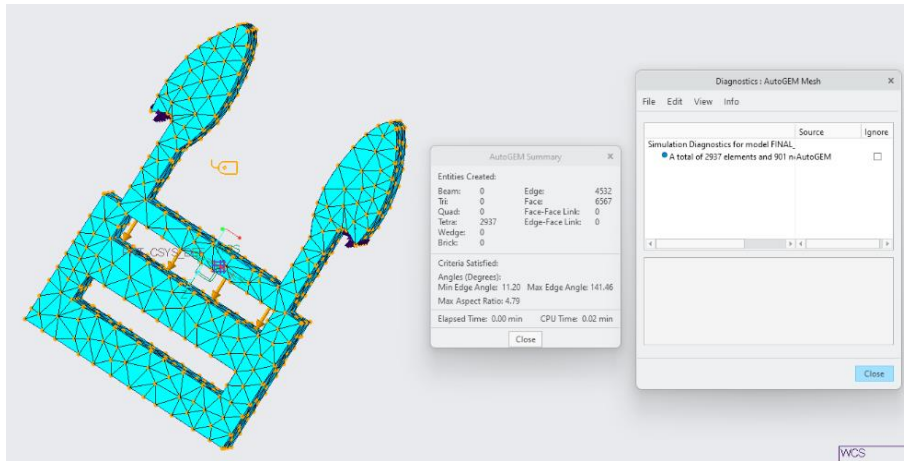 AutoGEM Summary
Entities Created:
Beam: 0 Edge: 4532
Tri: 0 Face: 6567
Quad: 0 Face-Face Link: 0
Tetra: 2937 Edge-Face Link: 0
Wedge: 0
Brick: 0
Criteria Satisfied:
Angles (Degrees):
Min Edge Angle: 11.20 Max Edge Angle: 141.46
Max Aspect Ratio: 4.79
Elapsed Time: 0.00 min CPU Time: 0.02 min
Close
Diagnostics : AutoGEM Mesh
File Edit View Info
Source Ignore
Simulation Diagnostics for model FINAL_
A total of 2937 elements and 901 n AutoGEM
Close
WCS